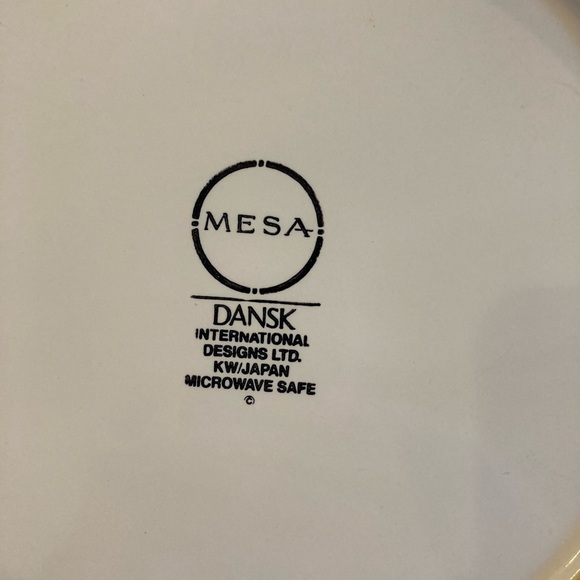 MESA
DANSK
INTERNATIONAL
DESIGNS LTD.
KW/JAPAN
MICROWAVE SAFE
©